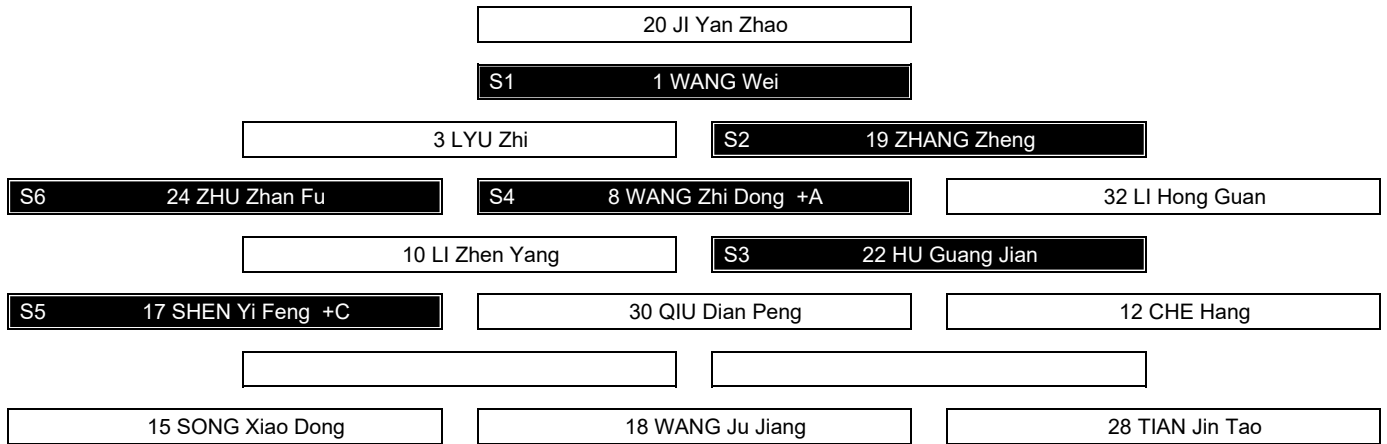 20 JI Yan Zhao
S1 1 WANG Wei
3 LYU Zhi S2 19 ZHANG Zheng
S6 24 ZHU Zhan Fu S4 8 WANG Zhi Dong +A 32 LI Hong Guan
10 LI Zhen Yang S3 22 HU Guang Jian
S5 17 SHEN Yi Feng +C 30 QIU Dian Peng 12 CHE Hang
15 SONG Xiao Dong 18 WANG Ju Jiang 28 TIAN Jin Tao